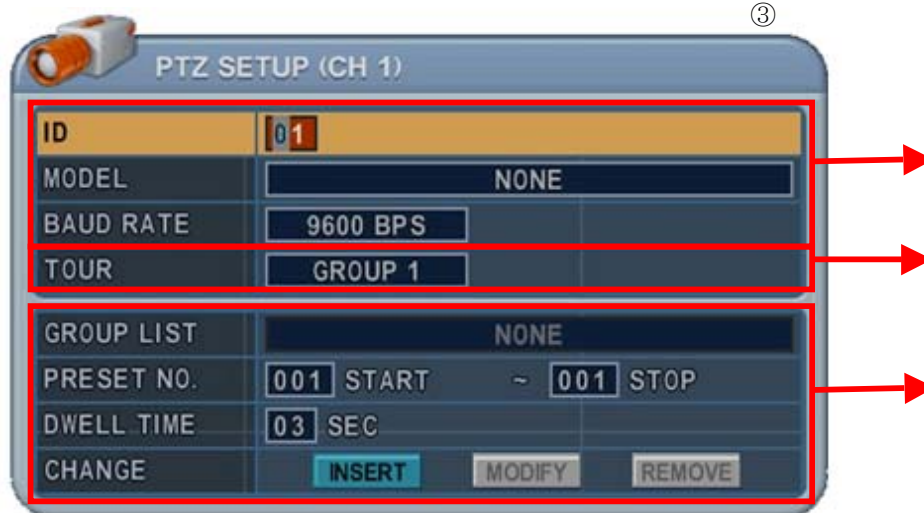 ③
PTZ SETUP (CH 1)
ID 01
MODEL NONE
BAUD RATE 9600 BPS
TOUR GROUP 1
GROUP LIST NONE
PRESET NO. 001 START ~ 001 STOP
DWELL TIME 03 SEC
CHANGE INSERT MODIFY REMOVE